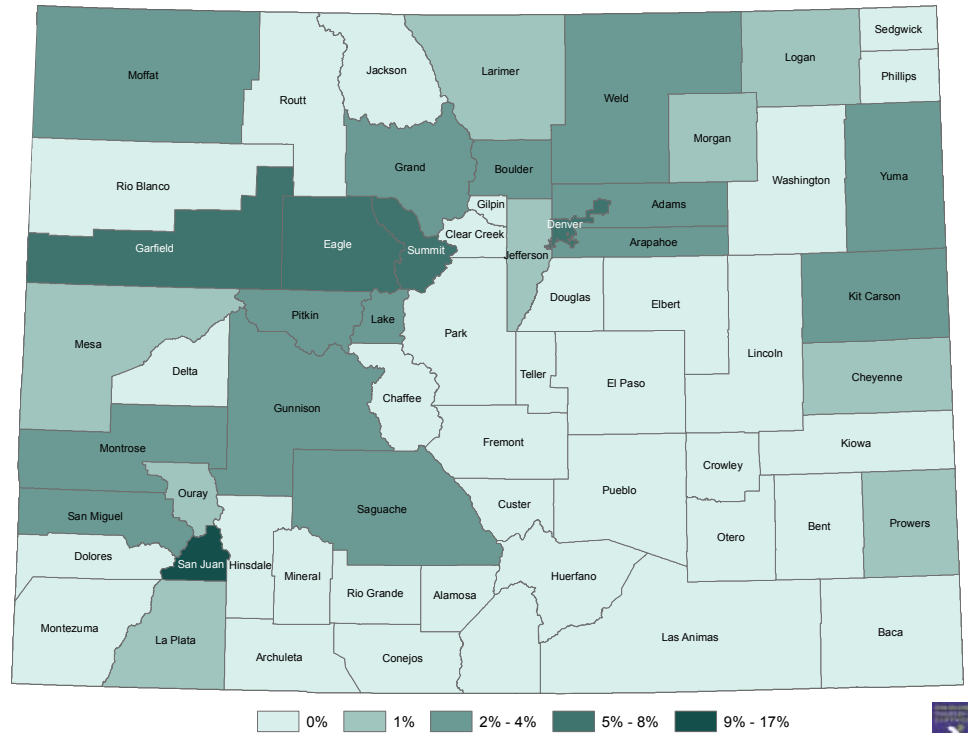 Sedgwick
Logan
Jackson
Larimer
Moffat
Phillips
Routt
Weld
Morgan
Grand
Boulder
Washington
Yuma
Rio Blanco
Gilpin
Adams
Denver
Clear Creek
Arapahoe
Garfield
Eagle
Summit
Jefferson
Kit Carson
Douglas
Elbert
Pitkin
Lake
Park
Mesa
Lincoln
Delta
Teller
El Paso
Cheyenne
Chaffee
Gunnison
Fremont
Kiowa
Montrose
Crowley
Ouray
Pueblo
Custer
Saguache
San Miguel
Otero
Bent
Prowers
Dolores
San Juan
Hinsdale
Mineral
Huerfano
Rio Grande
Alamosa
Montezuma
La Plata
Las Animas
Baca
Archuleta
Conejos
0%
1%
2% - 4%
5% - 8%
9% - 17%